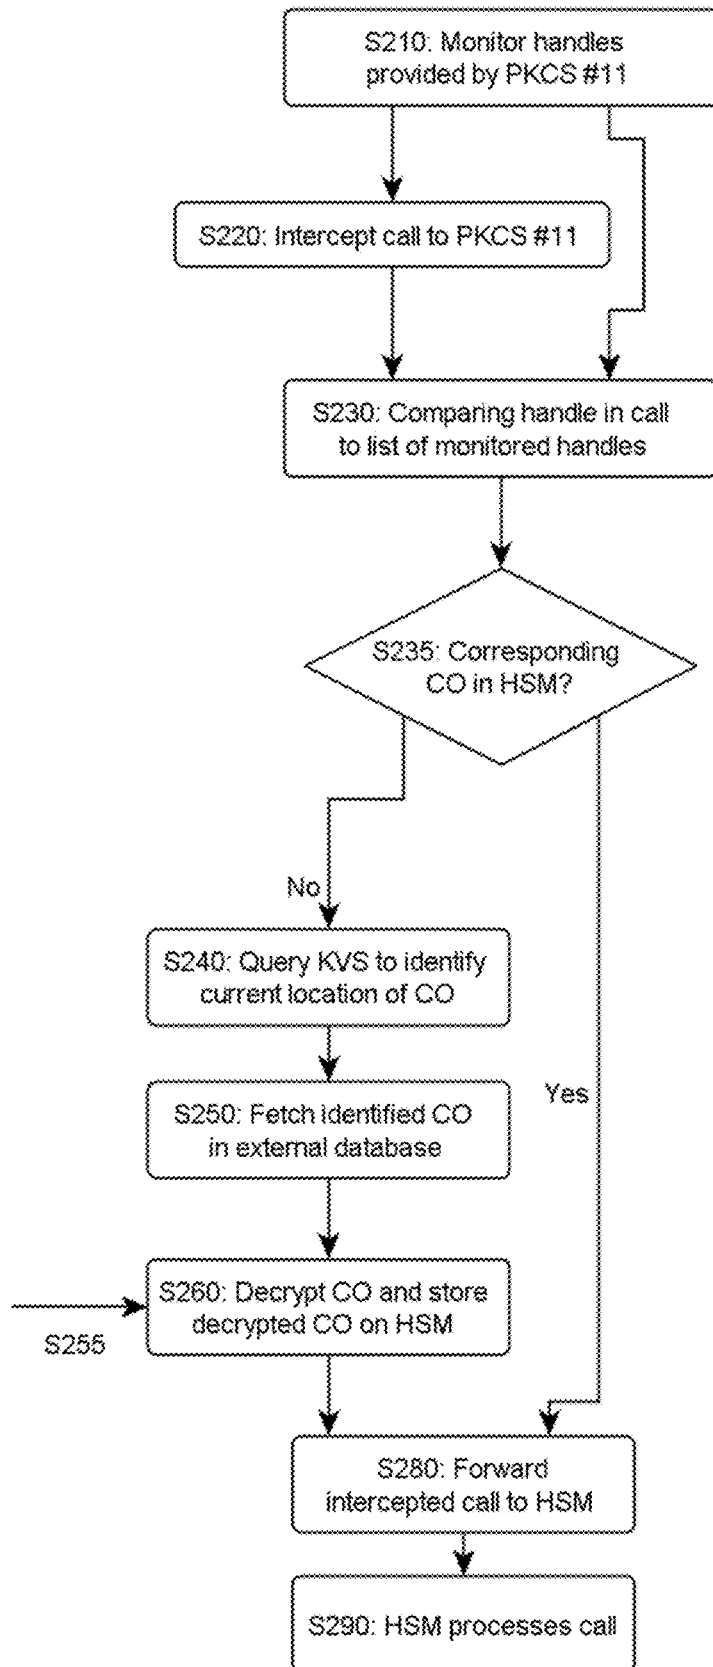 S210: Monitor handles
provided by PKCS #11
S220: Intercept call to PKCS #11
S230: Comparing handle in call
to list of monitored handles
S235: Corresponding
CO in HSM?
No
S240: Query KVS to identify
current location of CO
S250: Fetch identified CO
in external database
Yes
S260: Decrypt CO and store
decrypted CO on HSM
S255
S280: Forward
intercepted call to HSM
S290: HSM processes call